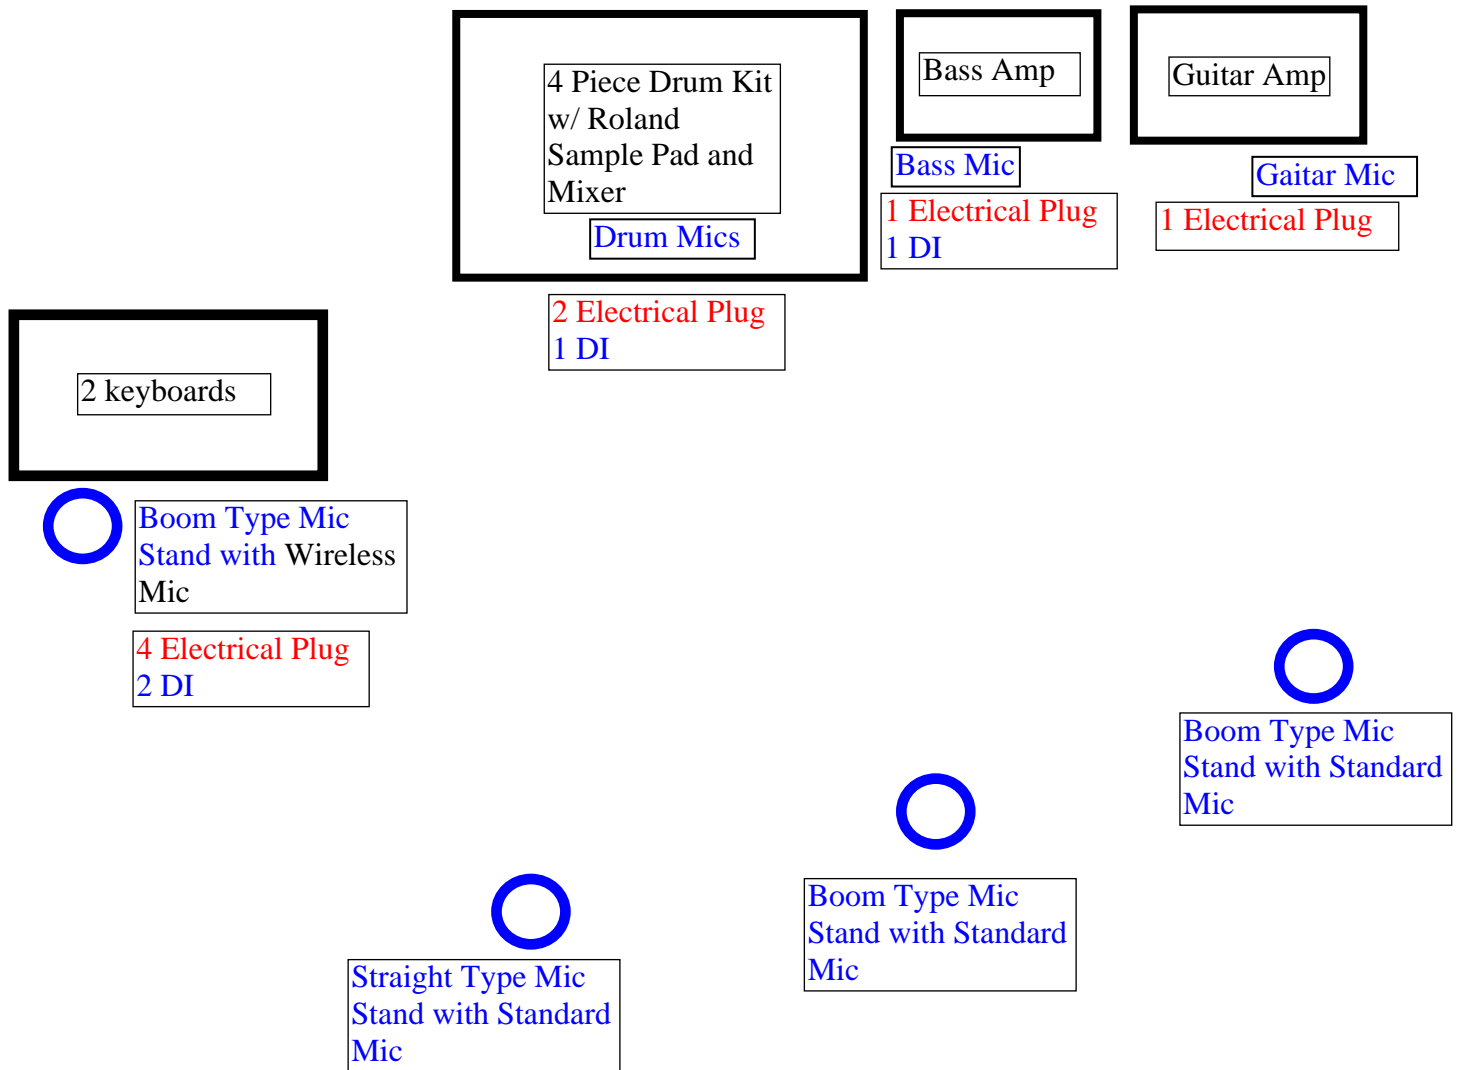 4 Piece Drum Kit
w/ Roland
Sample Pad and
Mixer
Drum Mics
2 Electrical Plug
1 DI
Bass Amp
Bass Mic
1 Electrical Plug
1 DI
Guitar Amp
Gaitar Mic
1 Electrical Plug
2 keyboards
Boom Type Mic
Stand with Wireless
Mic
4 Electrical Plug
2 DI
Boom Type Mic
Stand with Standard
Mic
Boom Type Mic
Stand with Standard
Mic
Straight Type Mic
Stand with Standard
Mic